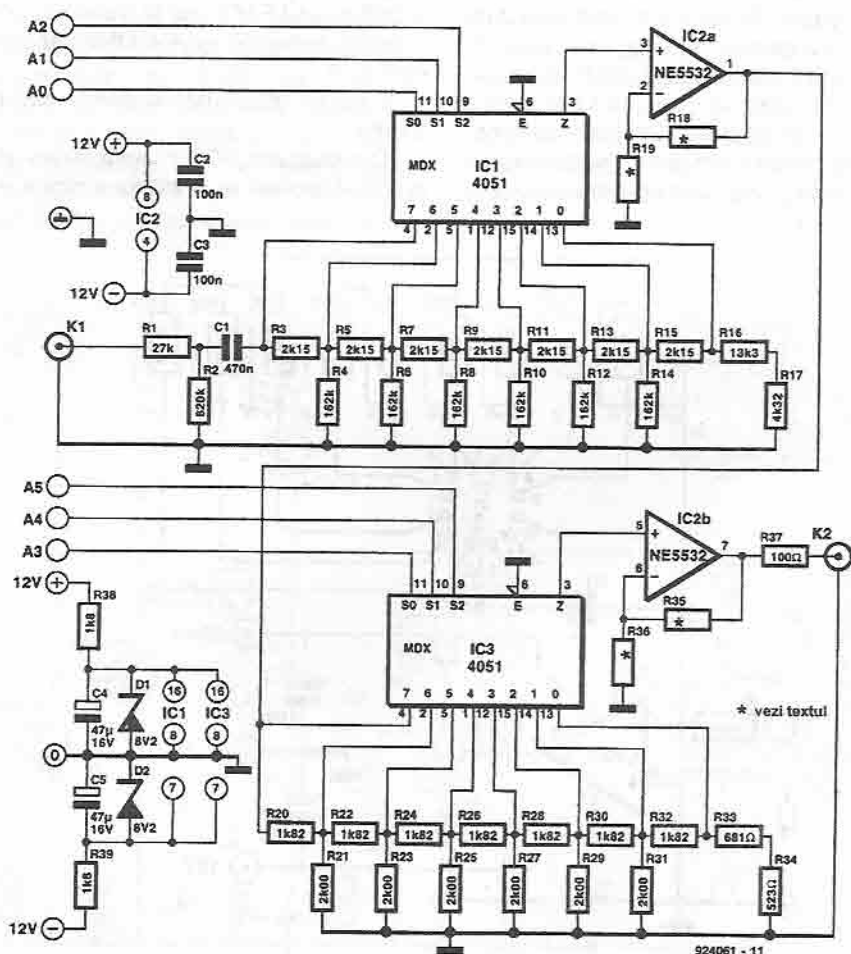 A2
A1
A0
11 10 9 6 3
S0 S1 S2 E Z
MDX
IC1
4051
7 6 5 4 3 2 1 0
4 2 5 1 12 15 14 13
IC2a
3 + 1
NE5532
2 −
R18
*
R19
*
12V +
C2
100n
8
IC2
4
C3
100n
12V −
K1
R1
27k
C1
470n
R2
820k
R3
2k15
R5
2k15
R7
2k15
R9
2k15
R11
2k15
R13
2k15
R15
2k15
R16
13k3
R17
4k32
R4
162k
R6
162k
R8
162k
R10
162k
R12
162k
R14
162k
A5
A4
A3
11 10 9 6 3
S0 S1 S2 E Z
MDX
IC3
4051
7 6 5 4 3 2 1 0
4 2 5 1 12 15 14 13
IC2b
5 + 7
NE5532
6 −
R37
100Ω
K2
R35
*
R36
*
* vezi textul
12V +
R38
1k8
C4
47µ
16V
D1
8V2
16 16
IC1 IC3
8 8
0
C5
47µ
16V
D2
8V2
7 7
R39
1k8
12V −
R20
1k82
R22
1k82
R24
1k82
R26
1k82
R28
1k82
R30
1k82
R32
1k82
R33
681Ω
R34
523Ω
R21
2k00
R23
2k00
R25
2k00
R27
2k00
R29
2k00
R31
2k00
924061 - 11